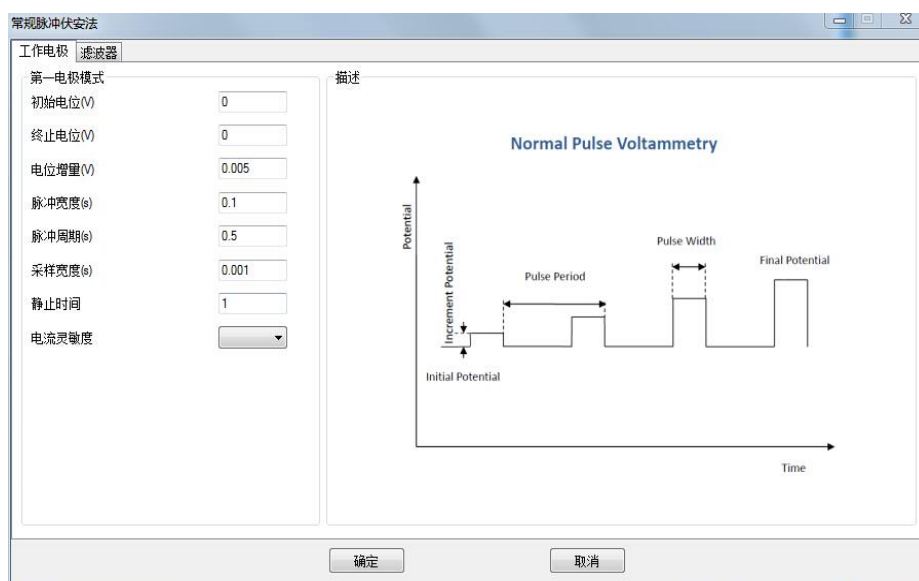 常规脉冲伏安法
工作电极 滤波器
第一电极模式
初始电位(V) 0
终止电位(V) 0
电位增量(V) 0.005
脉冲宽度(s) 0.1
脉冲周期(s) 0.5
采样宽度(s) 0.001
静止时间 1
电流灵敏度
描述
Normal Pulse Voltammetry
Potential
Increment Potential
Pulse Period
Pulse Width
Final Potential
Initial Potential
Time
确定 取消